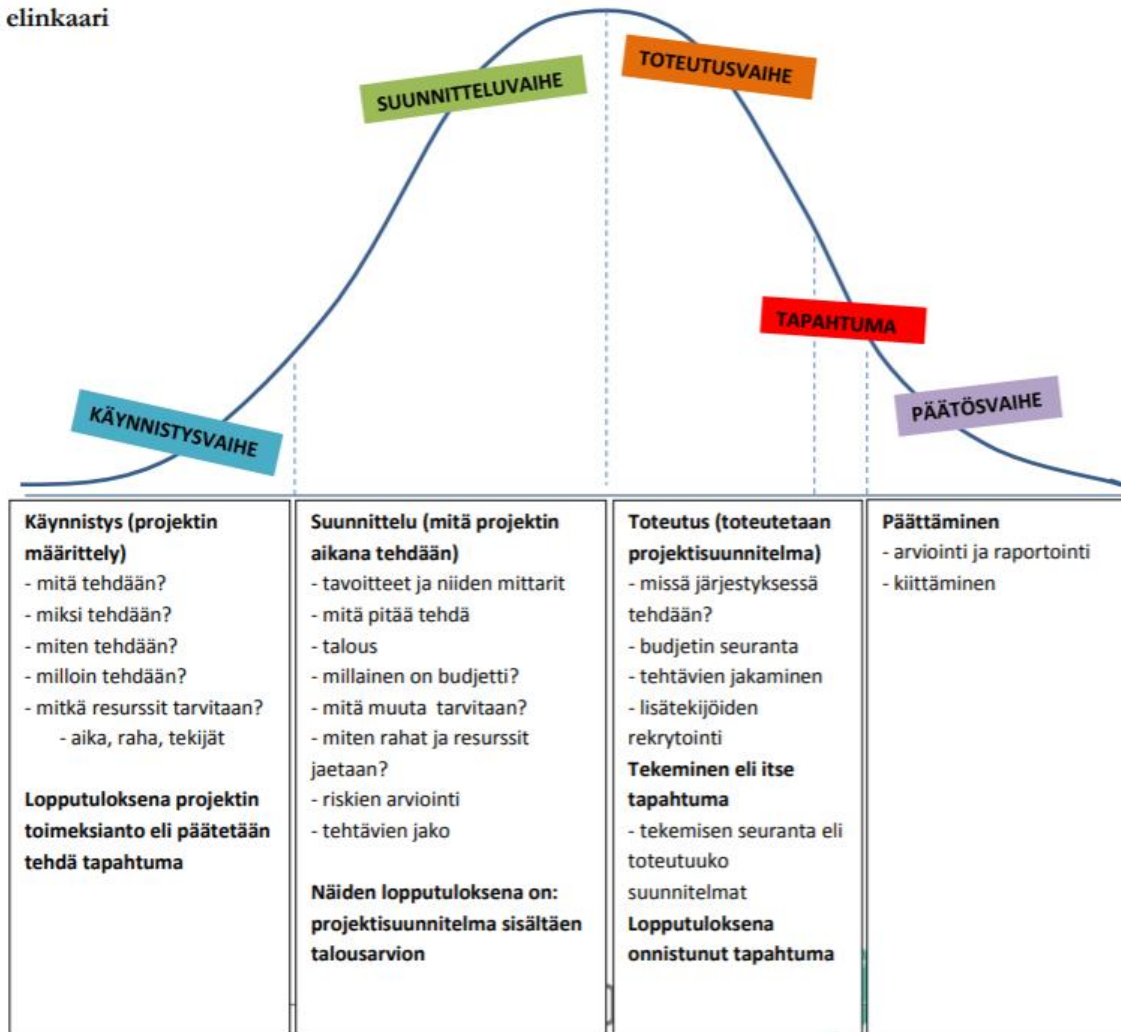 elinkaari
SUUNNITTELUVAIHE
TOTEUTUSVAIHE
TAPAHTUMA
KÄYNNISTYSVAIHE
PÄÄTÖSVAIHE
Käynnistys (projektin
määrittely)
- mitä tehdään?
- miksi tehdään?
- miten tehdään?
- milloin tehdään?
- mitkä resurssit tarvitaan?
- aika, raha, tekijät
Lopputuloksena projektin
toimeksianto eli päätetään
tehdä tapahtuma
Suunnittelu (mitä projektin
aikana tehdään)
- tavoitteet ja niiden mittarit
- mitä pitää tehdä
- talous
- millainen on budjetti?
- mitä muuta tarvitaan?
- miten rahat ja resurssit
jaetaan?
- riskien arviointi
- tehtävien jako
Näiden lopputuloksena on:
projektisuunnitelma sisältäen
talousarvion
Toteutus (toteutetaan
projektisuunnitelma)
- missä järjestyksessä
tehdään?
- budjetin seuranta
- tehtävien jakaminen
- lisätekijöiden
rekrytointi
Tekeminen eli itse
tapahtuma
- tekemisen seuranta eli
toteutuuko
suunnitelmat
Lopputuloksena
onnistunut tapahtuma
Päättäminen
- arviointi ja raportointi
- kiittäminen